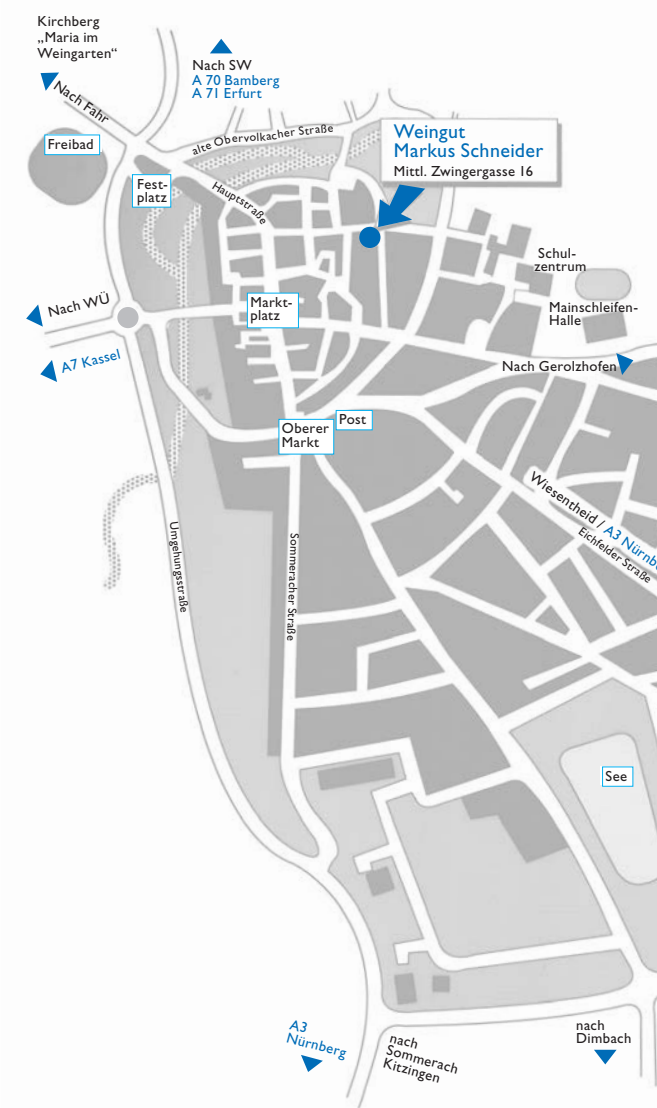 Kirchberg
„Maria im
Weingarten“
Nach Fahr
Nach SW
A 70 Bamberg
A 71 Erfurt
alte Obervolkacher Straße
Weingut
Markus Schneider
Mittl. Zwingergasse 16
Freibad
Fest-
platz
Hauptstraße
Schul-
zentrum
Mainschleifen-
Halle
Nach WÜ
Markt-
platz
A7 Kassel
Nach Gerolzhofen
Post
Oberer
Markt
Wiesentheid / A3 Nürnbe
Eichfelder Straße
Umgehungsstraße
Sommeracher Straße
See
A3
Nürnberg
nach
Sommerach
Kitzingen
nach
Dimbach